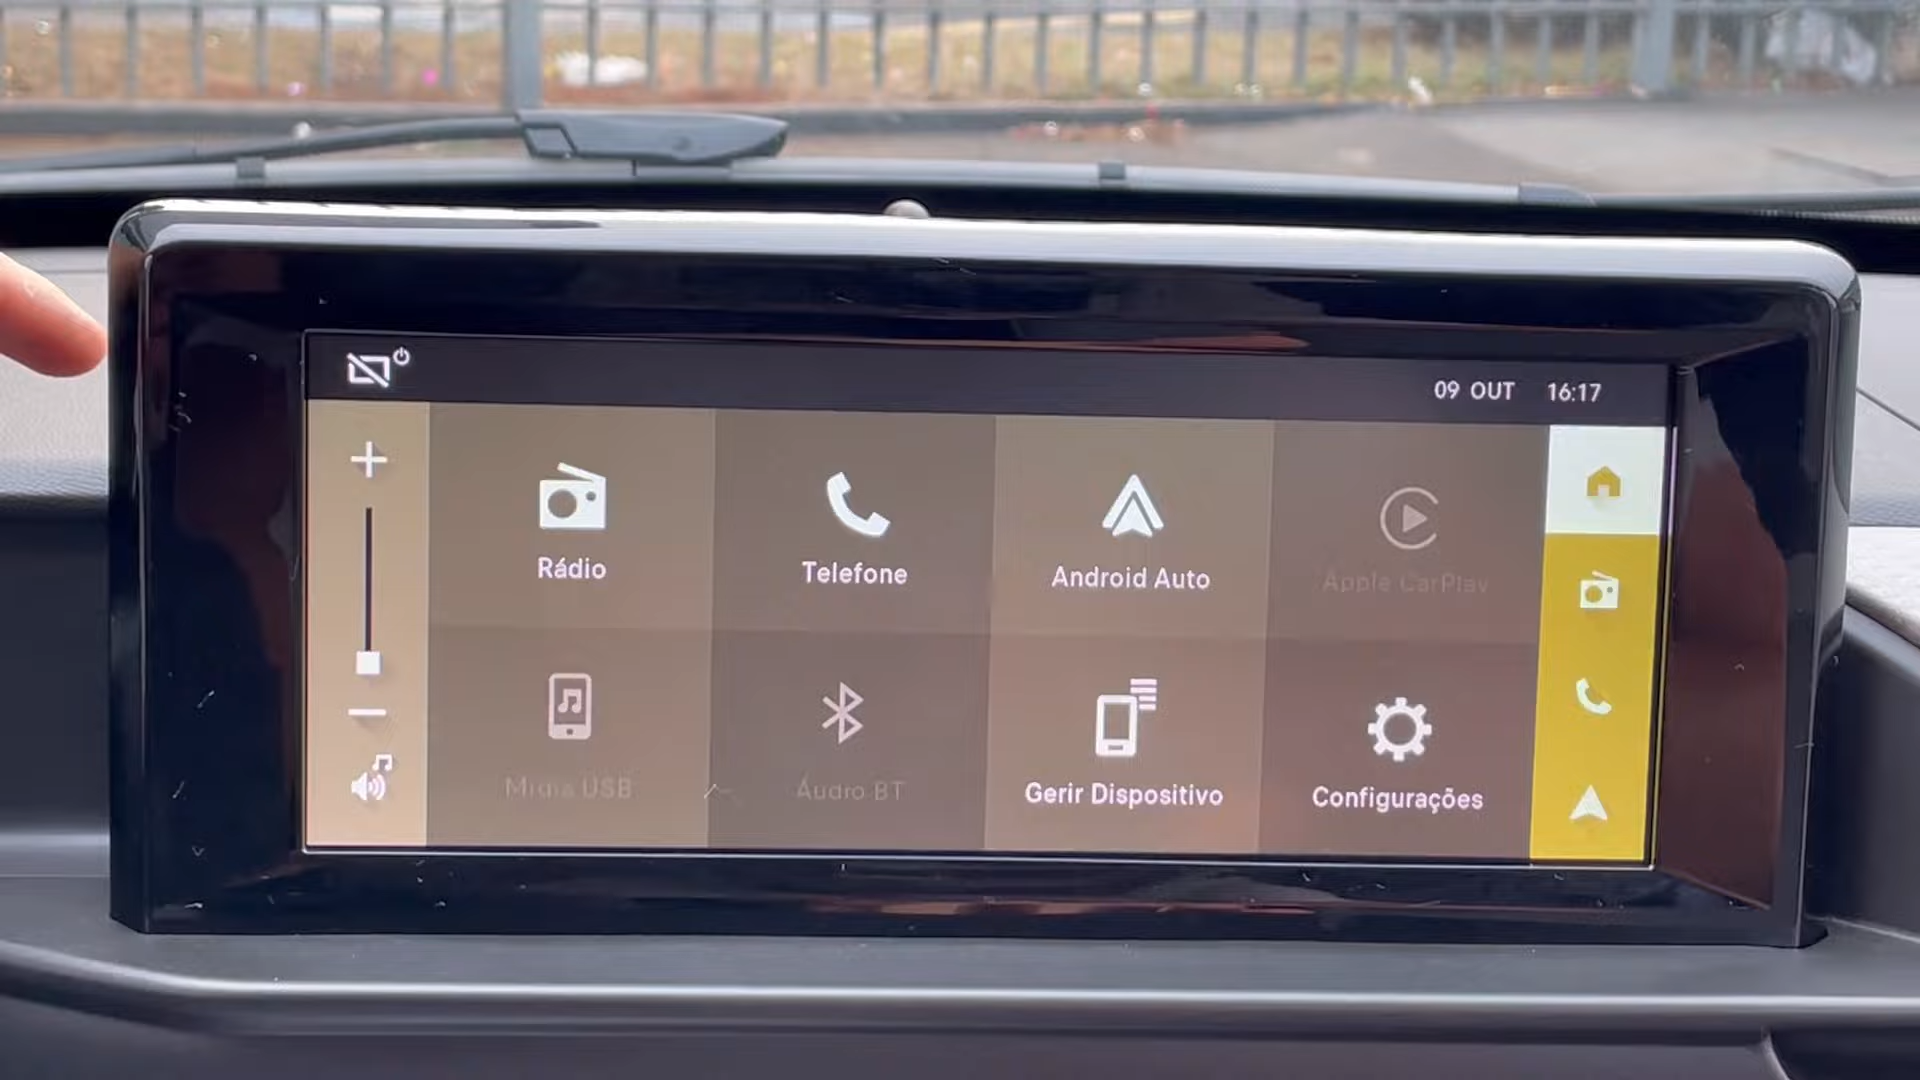 09 OUT 16:17
Rádio
Telefone
Android Auto
Apple CarPlay
Mídia USB
Áudio BT
Gerir Dispositivo
Configurações